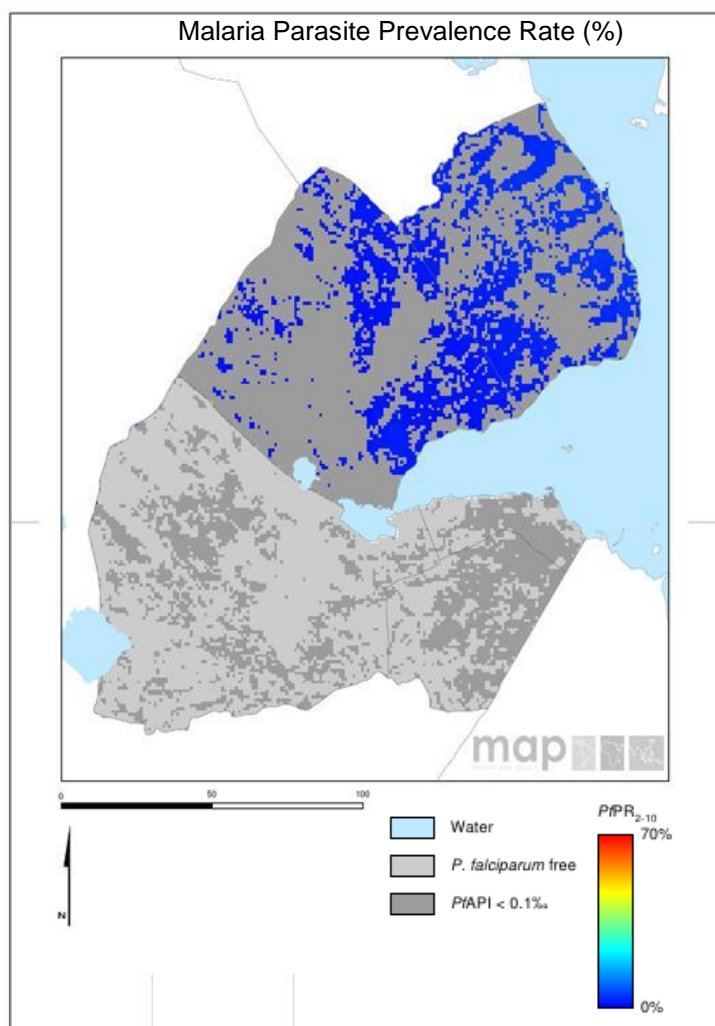 Malaria Parasite Prevalence Rate (%)
map
0 50 100
N
Water
P. falciparum free
PfAPI < 0.1‰
PfPR2-10
70%
0%